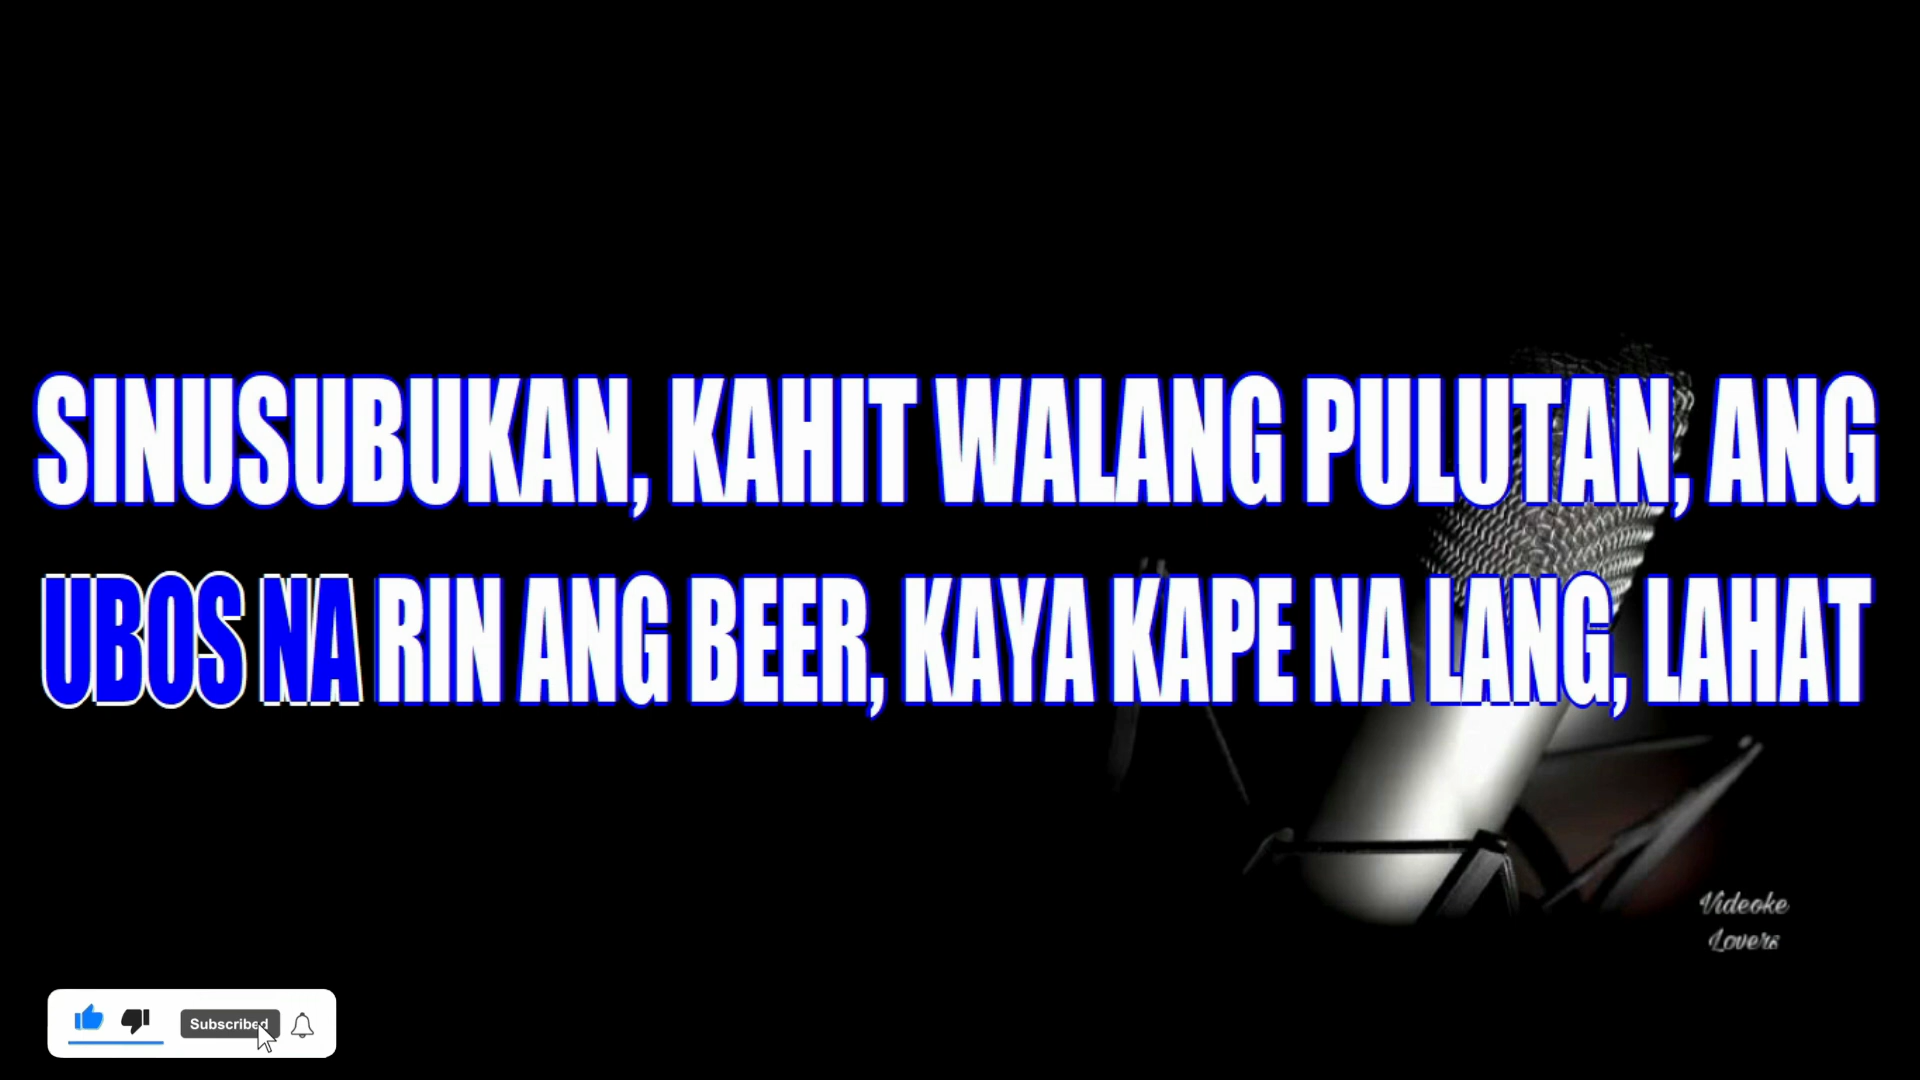 SINUSUBUKAN, KAHIT WALANG PULUTAN, ANG
UBOS NA RIN ANG BEER, KAYA KAPE NA LANG, LAHAT
Videoke
Lovers
Subscribed